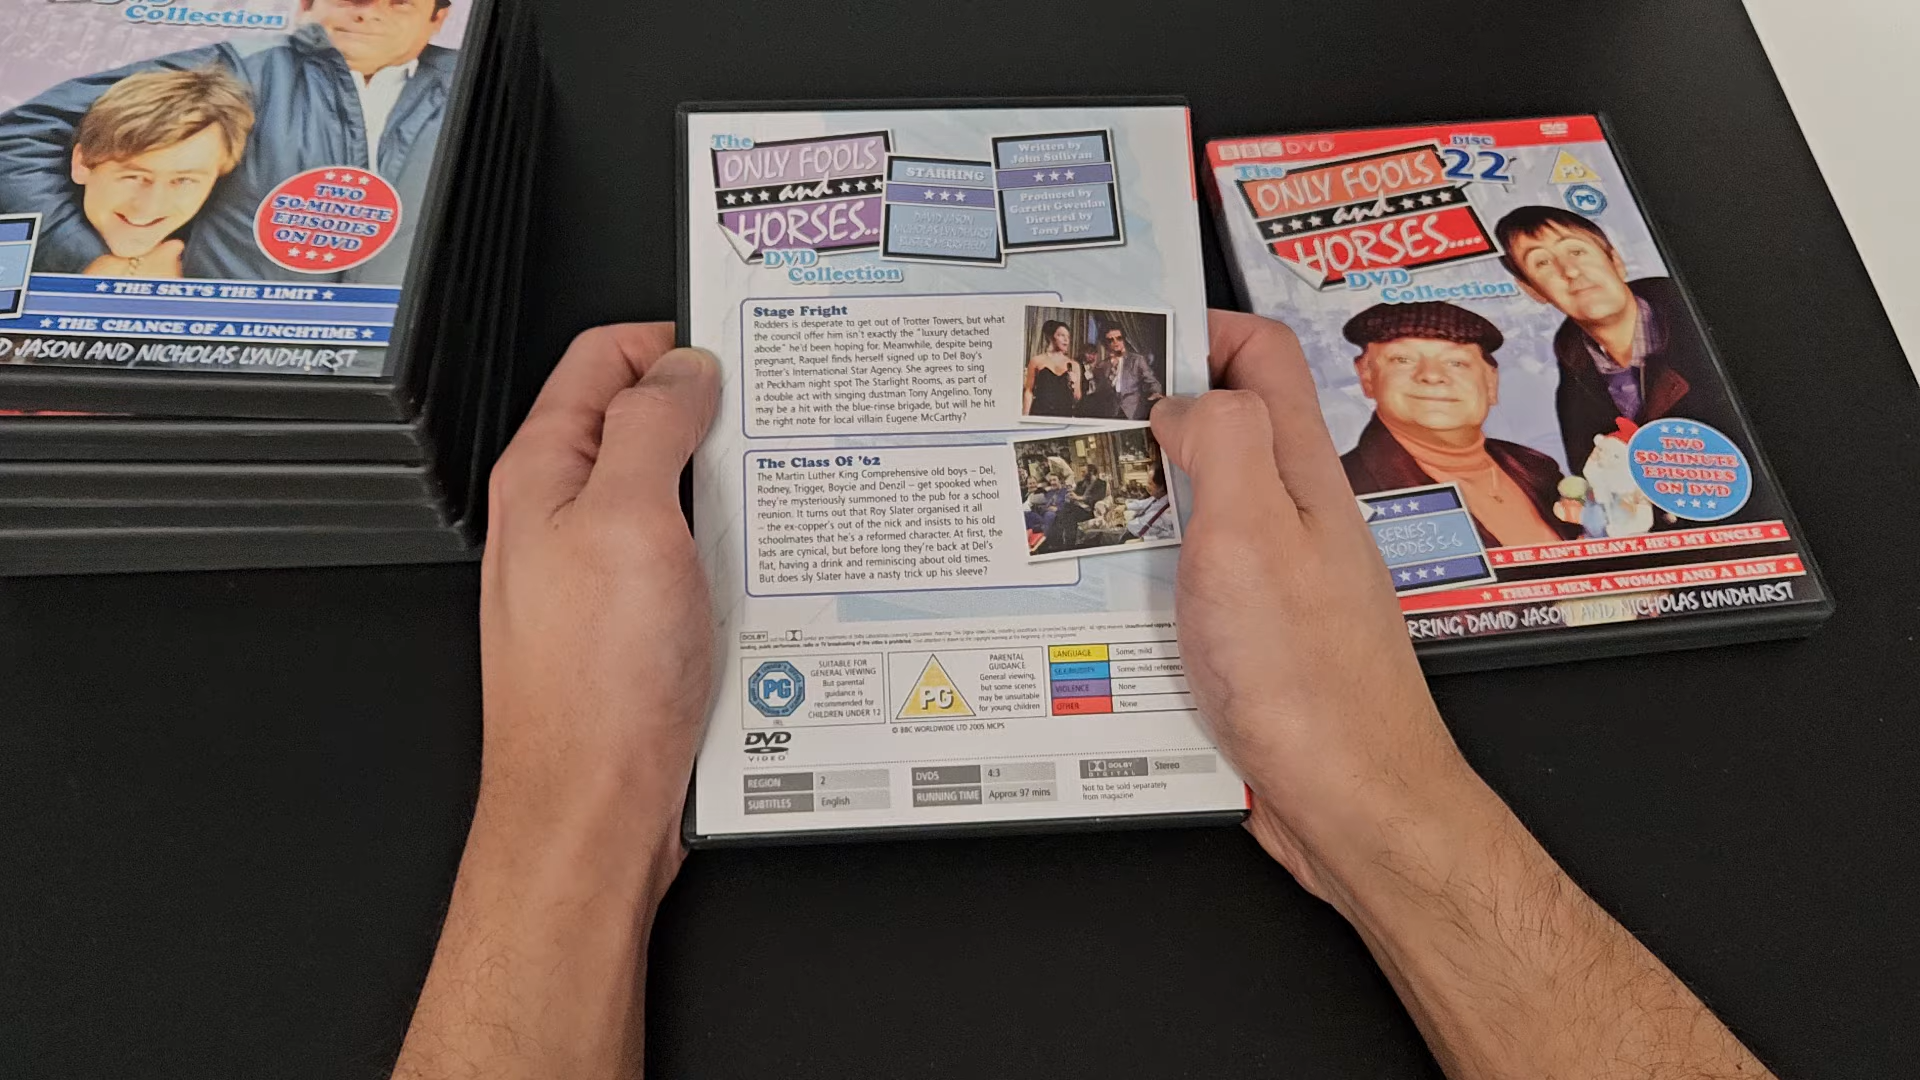 Collection
★ ★ ★
TWO
50-MINUTE
EPISODES
ON DVD
★ ★ ★
★ THE SKY'S THE LIMIT ★
★ THE CHANCE OF A LUNCHTIME ★
D JASON AND NICHOLAS LYNDHURST
The
ONLY FOOLS
★★★ and ★★★
HORSES...
DVD
Collection
STARRING
★★★
DAVID JASON
NICHOLAS LYNDHURST
BUSTER MERRYFIELD
Written by
John Sullivan
★★★
Produced by
Gareth Gwenlan
Directed by
Tony Dow
Stage Fright
Rodders is desperate to get out of Trotter Towers, but what
the council offer him isn't exactly the "luxury detached
abode" he'd been hoping for. Meanwhile, despite being
pregnant, Raquel finds herself signed up to Del Boy's
Trotter's International Star Agency. She agrees to sing
at Peckham night spot The Starlight Rooms, as part of
a double act with singing dustman Tony Angelino. Tony
may be a hit with the blue-rinse brigade, but will he hit
the right note for local villain Eugene McCarthy?
The Class Of '62
The Martin Luther King Comprehensive old boys – Del,
Rodney, Trigger, Boycie and Denzil – get spooked when
they're mysteriously summoned to the pub for a school
reunion. It turns out that Roy Slater organised it all
– the ex-copper's out of the nick and insists to his old
schoolmates that he's a reformed character. At first, the
lads are cynical, but before long they're back at Del's
flat, having a drink and reminiscing about old times.
But does sly Slater have a nasty trick up his sleeve?
DOLBY
PG
SUITABLE FOR
GENERAL VIEWING
But parental
guidance is
recommended for
CHILDREN UNDER 12
PG
PARENTAL
GUIDANCE
General viewing,
but some scenes
may be unsuitable
for young children
LANGUAGE Some, mild
SEX/NUDITY Some mild reference
VIOLENCE None
OTHER None
© BBC WORLDWIDE LTD 2005 MCPS
DVD
VIDEO
REGION 2
SUBTITLES English
DVD5 4:3
RUNNING TIME Approx 97 mins
DOLBY
DIGITAL Stereo
Not to be sold separately
from magazine
BBC DVD
DISC
22
PG
PG
The
ONLY FOOLS
★★★ and ★★★
HORSES....
DVD
Collection
★★★
TWO
50-MINUTE
EPISODES
ON DVD
★★★
★★★
SERIES 7
EPISODES 5-6
★★★
★ HE AIN'T HEAVY, HE'S MY UNCLE ★
★ THREE MEN, A WOMAN AND A BABY ★
RRING DAVID JASON AND NICHOLAS LYNDHURST